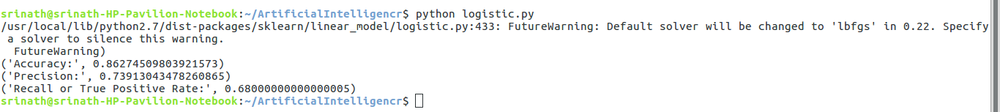 srinath@srinath-HP-Pavilion-Notebook:~/ArtificialIntelligencr$ python logistic.py
/usr/local/lib/python2.7/dist-packages/sklearn/linear_model/logistic.py:433: FutureWarning: Default solver will be changed to 'lbfgs' in 0.22. Specify
 a solver to silence this warning.
  FutureWarning)
('Accuracy:', 0.86274509803921573)
('Precision:', 0.73913043478260865)
('Recall or True Positive Rate:', 0.68000000000000005)
srinath@srinath-HP-Pavilion-Notebook:~/ArtificialIntelligencr$